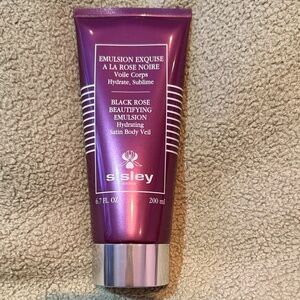 EMULSION EXQUISE
A LA ROSE NOIRE
Voile Corps
Hydrate, Sublime
BLACK ROSE
BEAUTIFYING
EMULSION
Hydrating
Satin Body Veil
sisley
PARIS
6.7 FL. OZ 200 ml